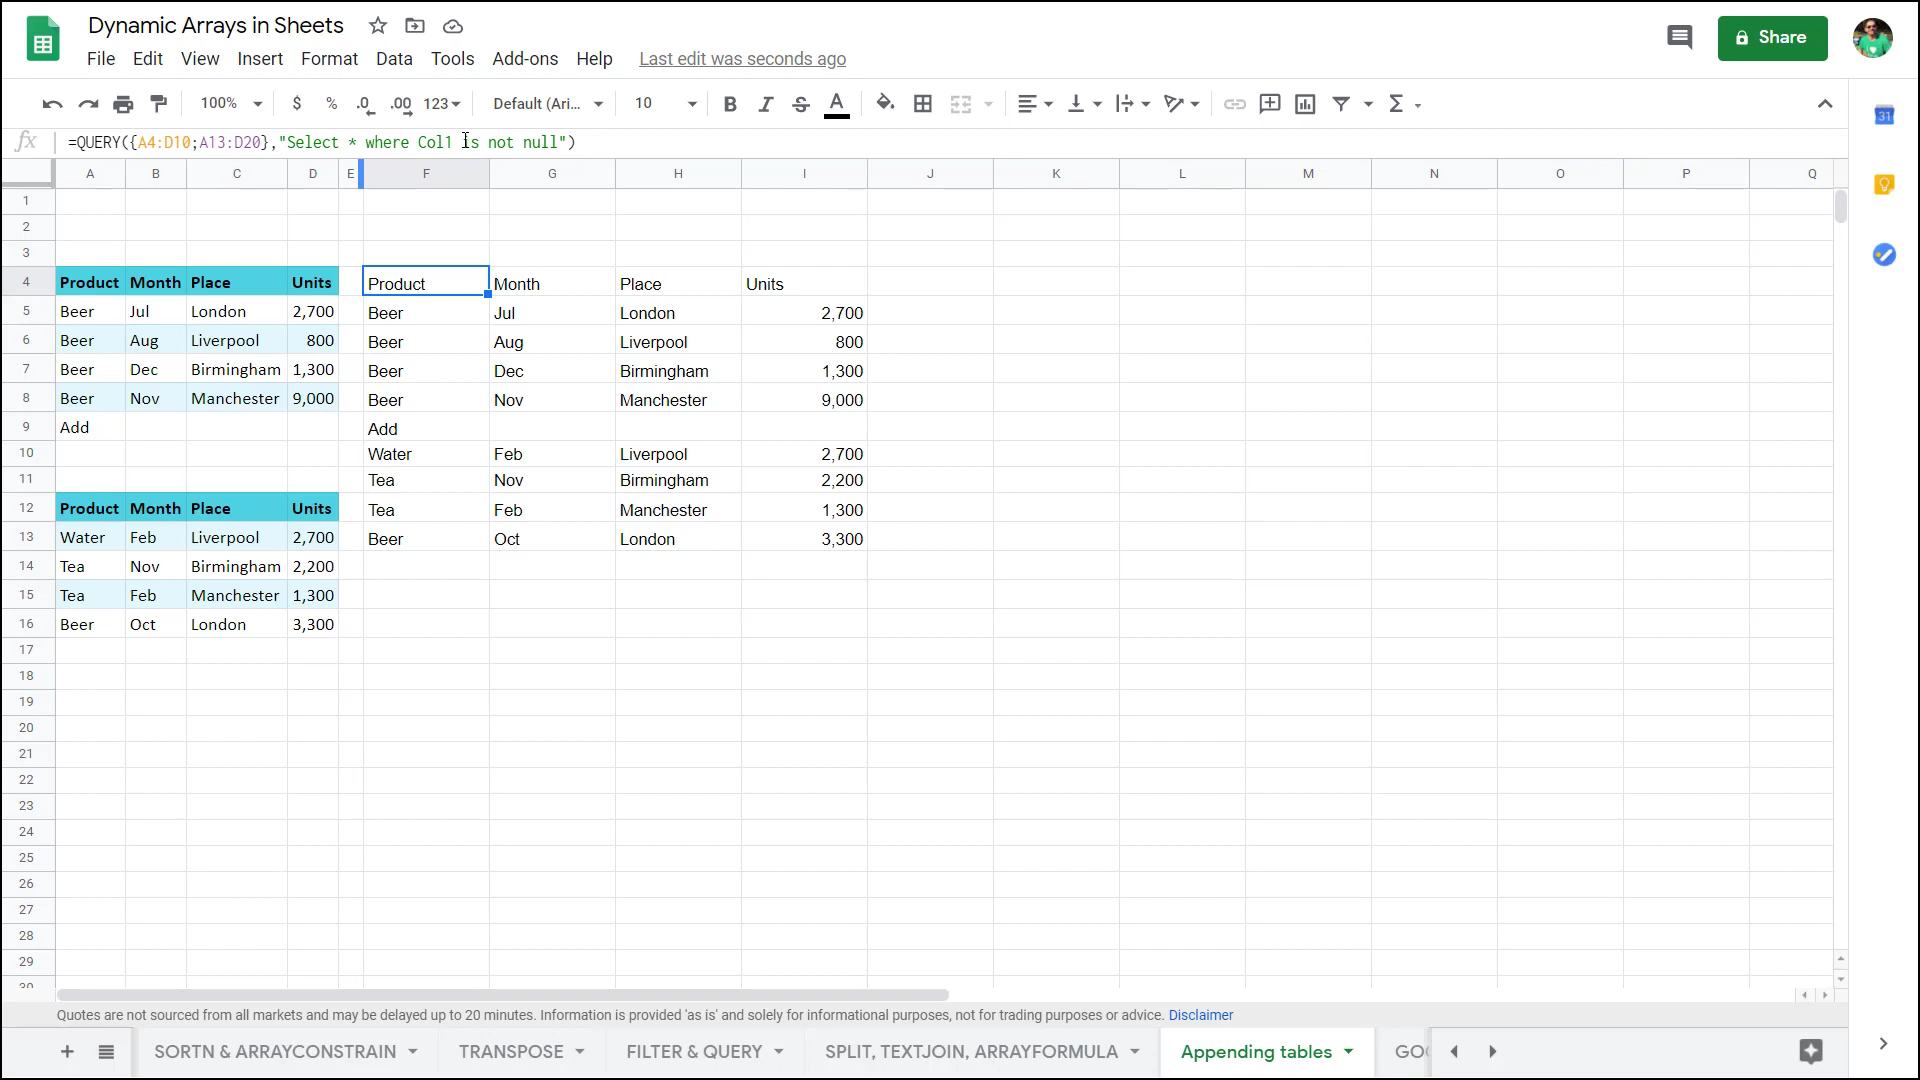 Dynamic Arrays in Sheets
File Edit View Insert Format Data Tools Add-ons Help Last edit was seconds ago
Share
100% $ % .0 .00 123 Default (Ari... 10 B I S A Σ
31
fx =QUERY({A4:D10;A13:D20},"Select * where Col1 is not null")
A B C D E F G H I J K L M N O P Q
1
2
3
4 Product Month Place Units Product Month Place Units
5 Beer Jul London 2,700 Beer Jul London 2,700
6 Beer Aug Liverpool 800 Beer Aug Liverpool 800
7 Beer Dec Birmingham 1,300 Beer Dec Birmingham 1,300
8 Beer Nov Manchester 9,000 Beer Nov Manchester 9,000
9 Add Add
10 Water Feb Liverpool 2,700
11 Tea Nov Birmingham 2,200
12 Product Month Place Units Tea Feb Manchester 1,300
13 Water Feb Liverpool 2,700 Beer Oct London 3,300
14 Tea Nov Birmingham 2,200
15 Tea Feb Manchester 1,300
16 Beer Oct London 3,300
17
18
19
20
21
22
23
24
25
26
27
28
29
30
Quotes are not sourced from all markets and may be delayed up to 20 minutes. Information is provided 'as is' and solely for informational purposes, not for trading purposes or advice. Disclaimer
+ SORTN & ARRAYCONSTRAIN TRANSPOSE FILTER & QUERY SPLIT, TEXTJOIN, ARRAYFORMULA Appending tables GO